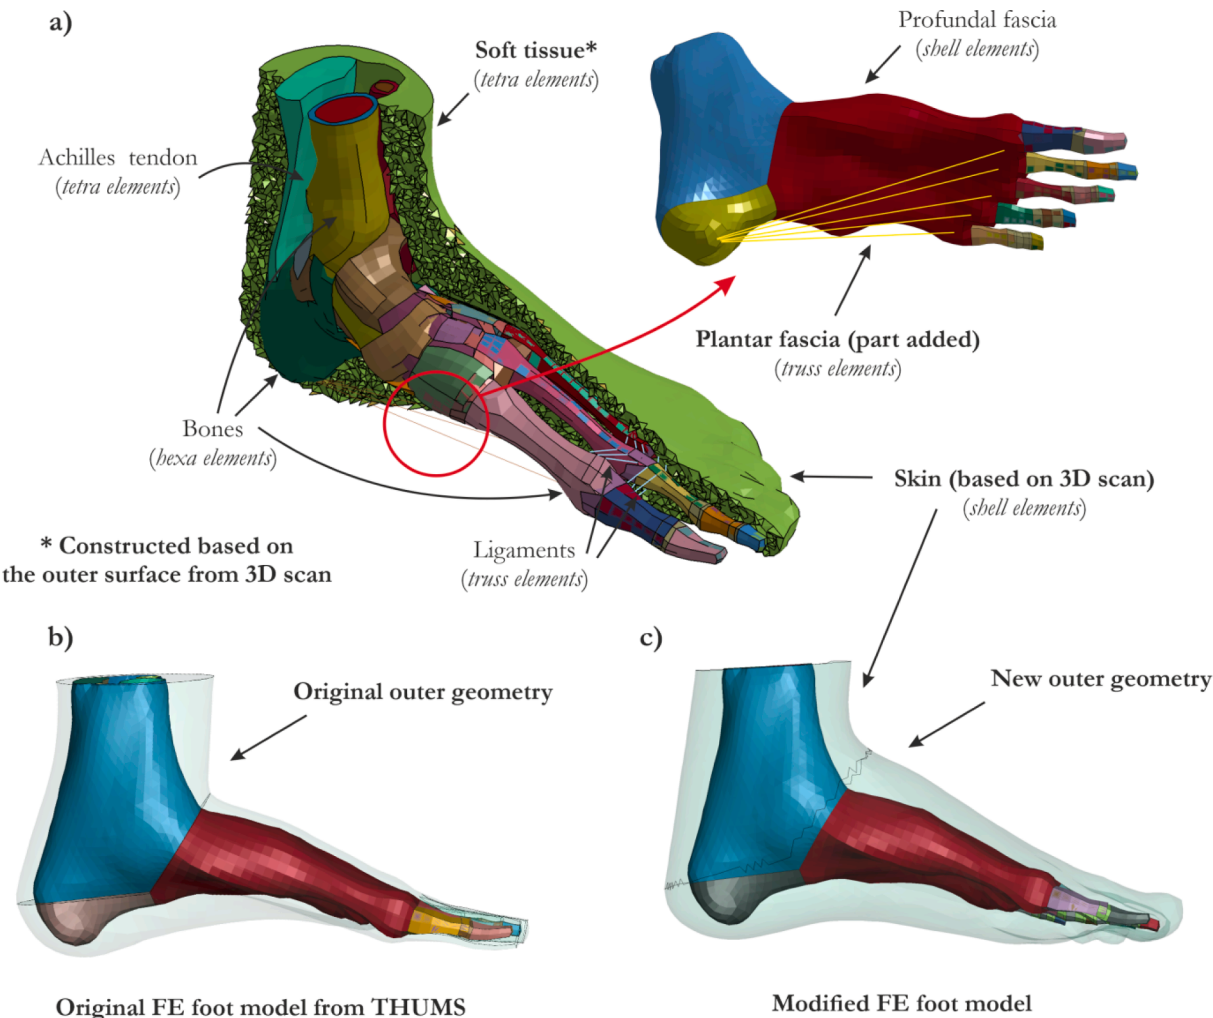 a)
Soft tissue*
(tetra elements)
Profundal fascia
(shell elements)
Achilles tendon
(tetra elements)
Plantar fascia (part added)
(truss elements)
Bones
(hexa elements)
Skin (based on 3D scan)
(shell elements)
Ligaments
(truss elements)
* Constructed based on
the outer surface from 3D scan
b)
Original outer geometry
Original FE foot model from THUMS
c)
New outer geometry
Modified FE foot model